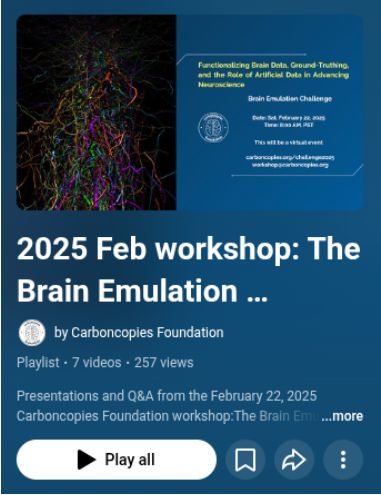 Functionalizing Brain Data, Ground-Truthing,
and the Role of Artificial Data in Advancing
Neuroscience
Brain Emulation Challenge
Date: Sat. February 22, 2025
Time: 8:00 AM, PST
This will be a virtual event
carboncopies.org/challenge2025
workshop@carboncopies.org
2025 Feb workshop: The
Brain Emulation ...
by Carboncopies Foundation
Playlist • 7 videos • 257 views
Presentations and Q&A from the February 22, 2025
Carboncopies Foundation workshop:The Brain Emu ...more
Play all